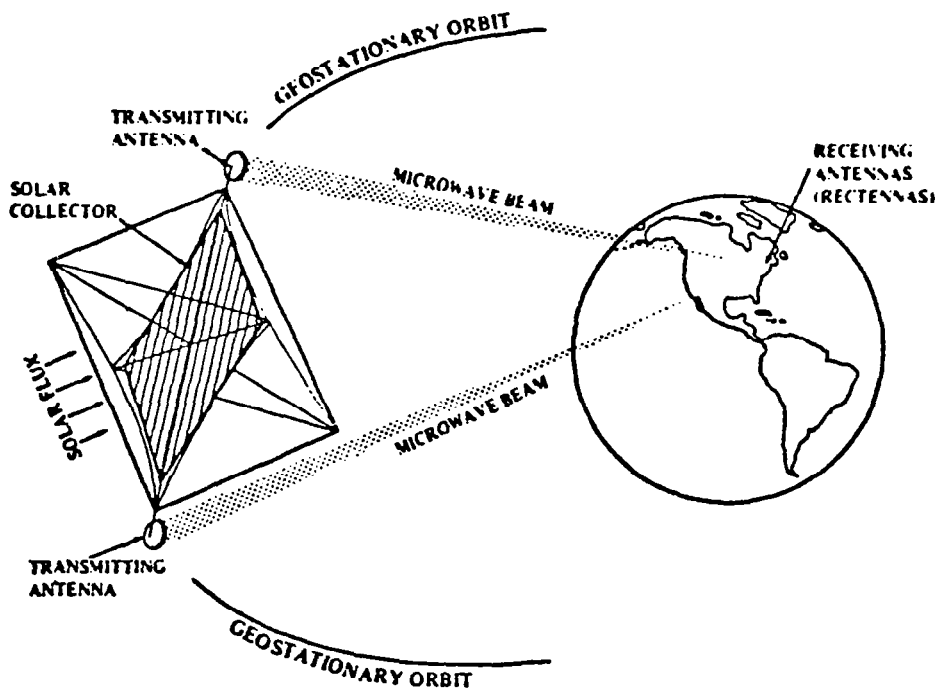 GEOSTATIONARY ORBIT
TRANSMITTING
ANTENNA
SOLAR
COLLECTOR
MICROWAVE BEAM
RECEIVING
ANTENNAS
(RECTENNAS)
SOLAR FLUX
MICROWAVE BEAM
TRANSMITTING
ANTENNA
GEOSTATIONARY ORBIT